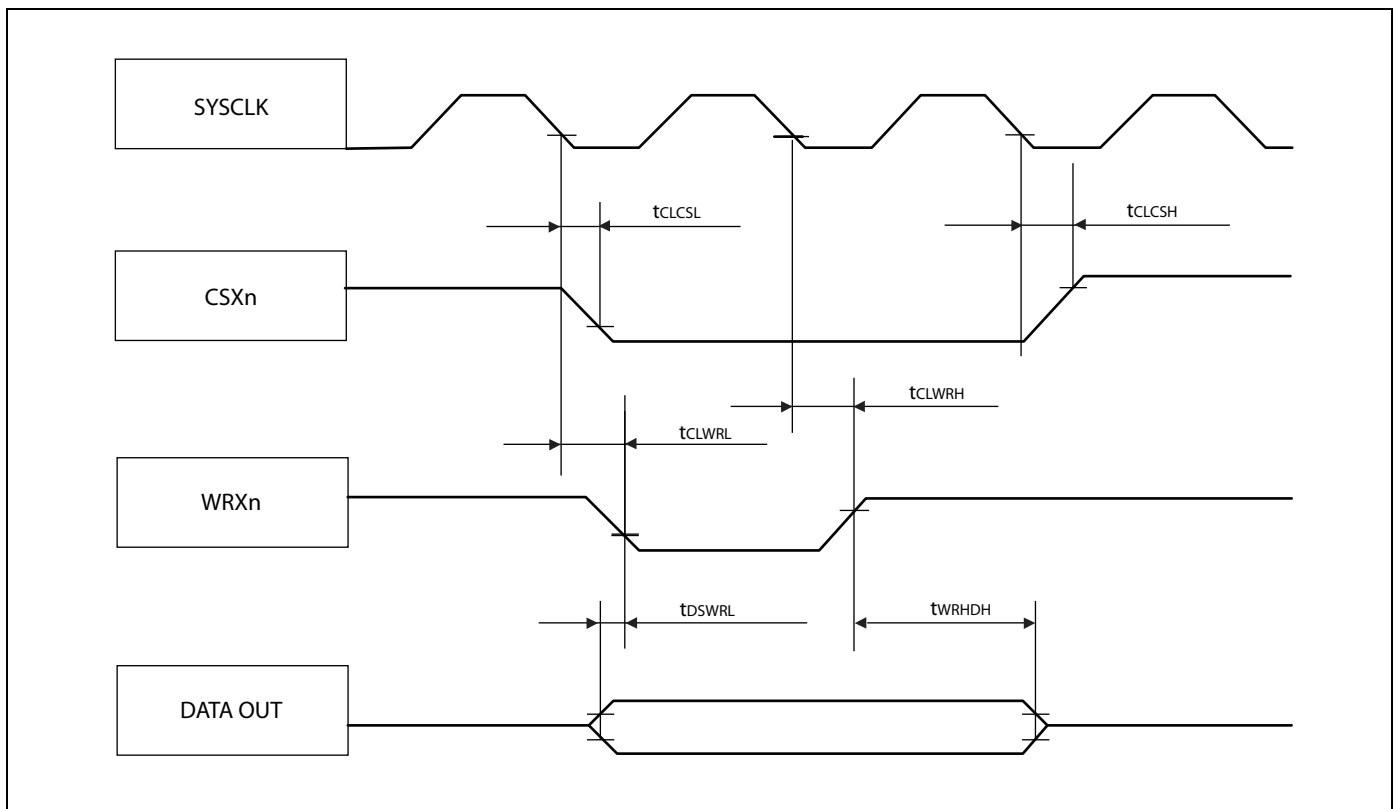 SYSCLK
tCLCSL
tCLCSH
CSXn
tCLWRH
tCLWRL
WRXn
tDSWRL
tWRHDH
DATA OUT